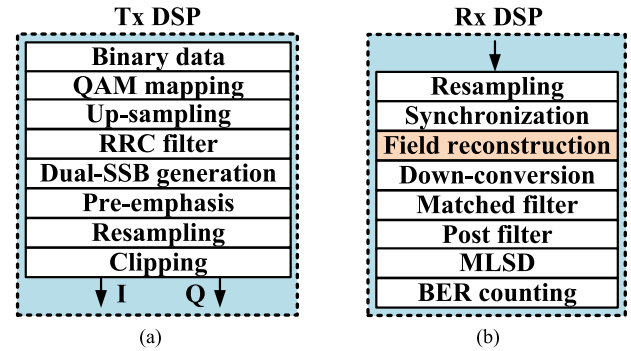 Tx DSP
Binary data
QAM mapping
Up-sampling
RRC filter
Dual-SSB generation
Pre-emphasis
Resampling
Clipping
I Q
(a)
Rx DSP
Resampling
Synchronization
Field reconstruction
Down-conversion
Matched filter
Post filter
MLSD
BER counting
(b)